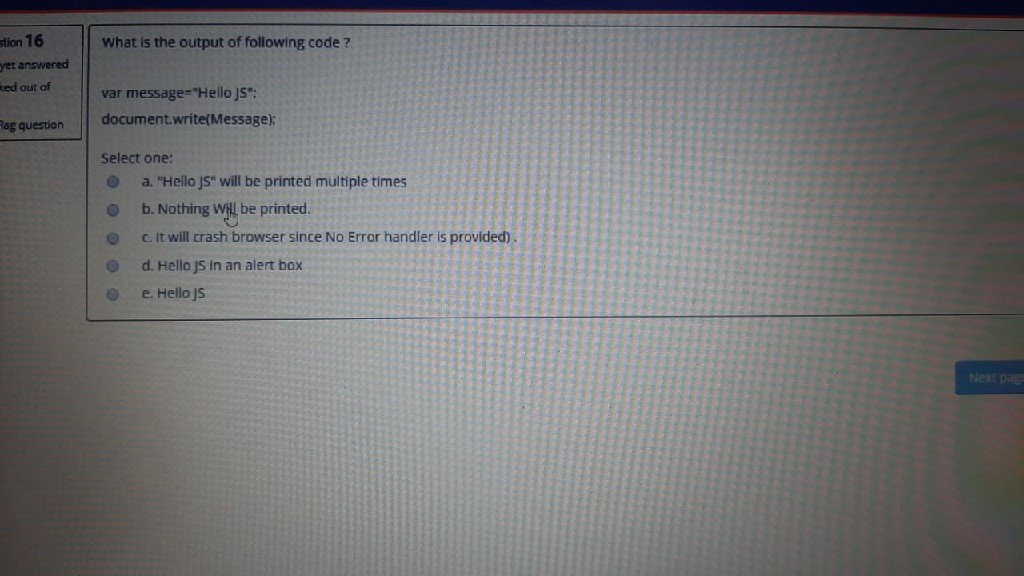 stion 16
yet answered
ked out of
Flag question
What is the output of following code ?
var message="Hello JS";
document.write(Message);
Select one:
a. "Hello JS" will be printed multiple times
b. Nothing Will be printed.
c. It will crash browser since No Error handler is provided) .
d. Hello JS in an alert box
e. Hello JS
Next page